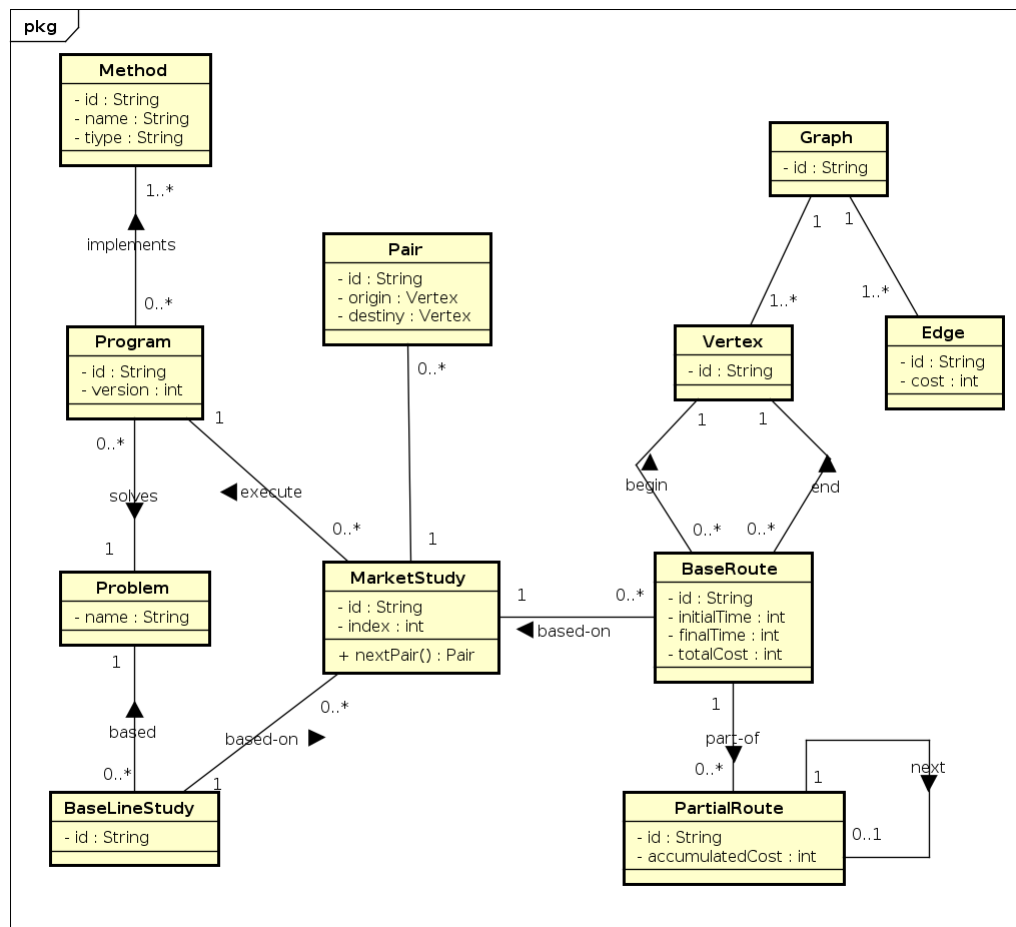 pkg
Method
- id : String
- name : String
- tiype : String
1..*
implements
0..*
Program
- id : String
- version : int
0..*
solves
1
Problem
- name : String
1
based
0..*
BaseLineStudy
- id : String
1
execute
0..*
Pair
- id : String
- origin : Vertex
- destiny : Vertex
0..*
1
MarketStudy
- id : String
- index : int
+ nextPair() : Pair
0..*
based-on
1
Graph
- id : String
1
1
1..*
1..*
Vertex
- id : String
Edge
- id : String
- cost : int
1
1
begin
end
0..*
0..*
BaseRoute
- id : String
- initialTime : int
- finalTime : int
- totalCost : int
1
0..*
based-on
1
part-of
0..*
PartialRoute
- id : String
- accumulatedCost : int
1
next
0..1